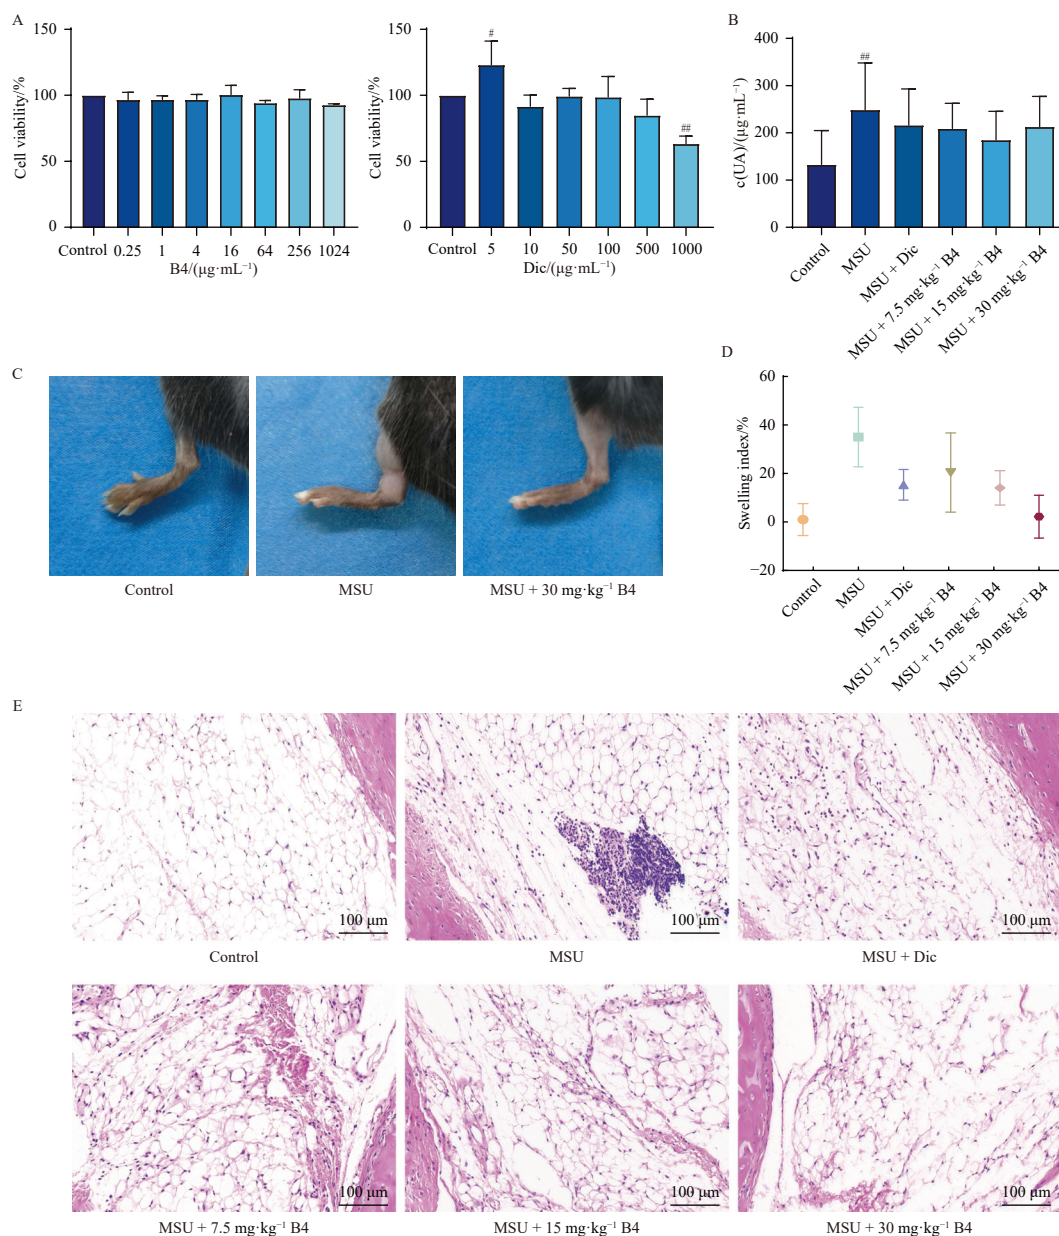 A
150
100
50
0
Cell viability/%
Control 0.25 1 4 16 64 256 1024
B4/(μg·mL⁻¹)
150
100
50
0
Cell viability/%
#
##
Control 5 10 50 100 500 1000
Dic/(μg·mL⁻¹)
B
400
300
200
100
0
c(UA)/(μg·mL⁻¹)
##
Control
MSU
MSU + Dic
MSU + 7.5 mg·kg⁻¹ B4
MSU + 15 mg·kg⁻¹ B4
MSU + 30 mg·kg⁻¹ B4
C
Control
MSU
MSU + 30 mg·kg⁻¹ B4
D
60
40
20
0
−20
Swelling index/%
Control
MSU
MSU + Dic
MSU + 7.5 mg·kg⁻¹ B4
MSU + 15 mg·kg⁻¹ B4
MSU + 30 mg·kg⁻¹ B4
E
100 μm
100 μm
100 μm
Control
MSU
MSU + Dic
100 μm
100 μm
100 μm
MSU + 7.5 mg·kg⁻¹ B4
MSU + 15 mg·kg⁻¹ B4
MSU + 30 mg·kg⁻¹ B4